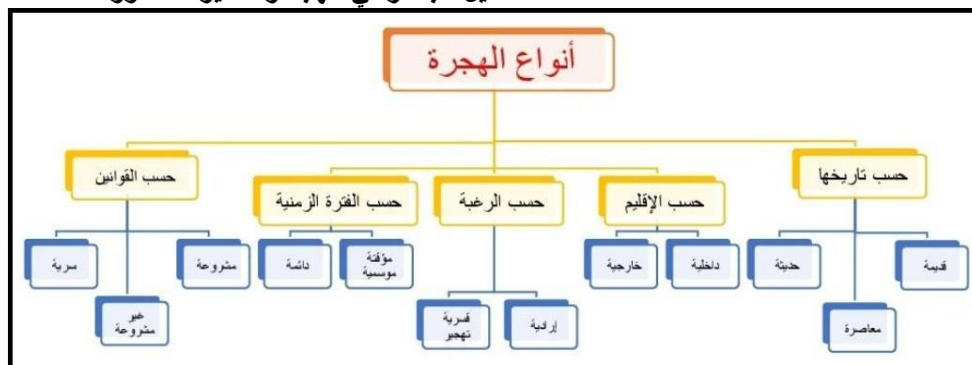 أنواع الهجرة
حسب تاريخها
حسب الإقليم
حسب الرغبة
حسب الفترة الزمنية
حسب القوانين
قديمة
معاصرة
حديثة
داخلية
خارجية
إرادية
قسرية
تهجير
مؤقتة
موسمية
دائمة
مشروعة
غير
مشروعة
سرية